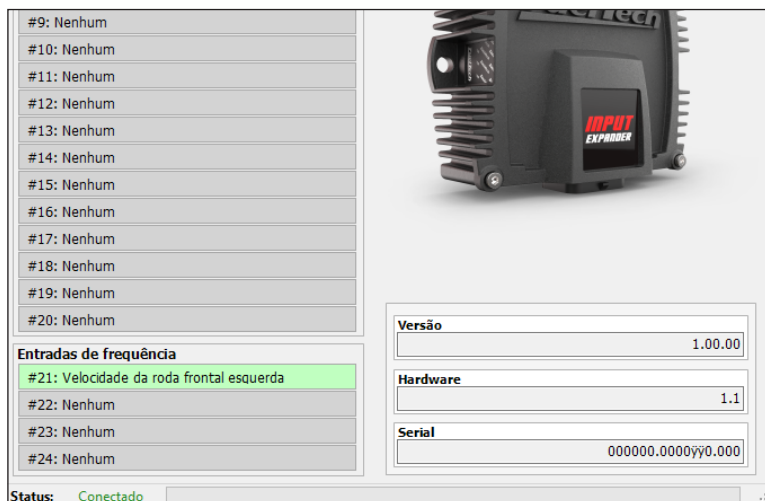 #9: Nenhum
#10: Nenhum
#11: Nenhum
#12: Nenhum
#13: Nenhum
#14: Nenhum
#15: Nenhum
#16: Nenhum
#17: Nenhum
#18: Nenhum
#19: Nenhum
#20: Nenhum
Entradas de frequência
#21: Velocidade da roda frontal esquerda
#22: Nenhum
#23: Nenhum
#24: Nenhum
INPUT
EXPANDER
Versão
1.00.00
Hardware
1.1
Serial
000000.0000ÿÿ0.000
Status: Conectado